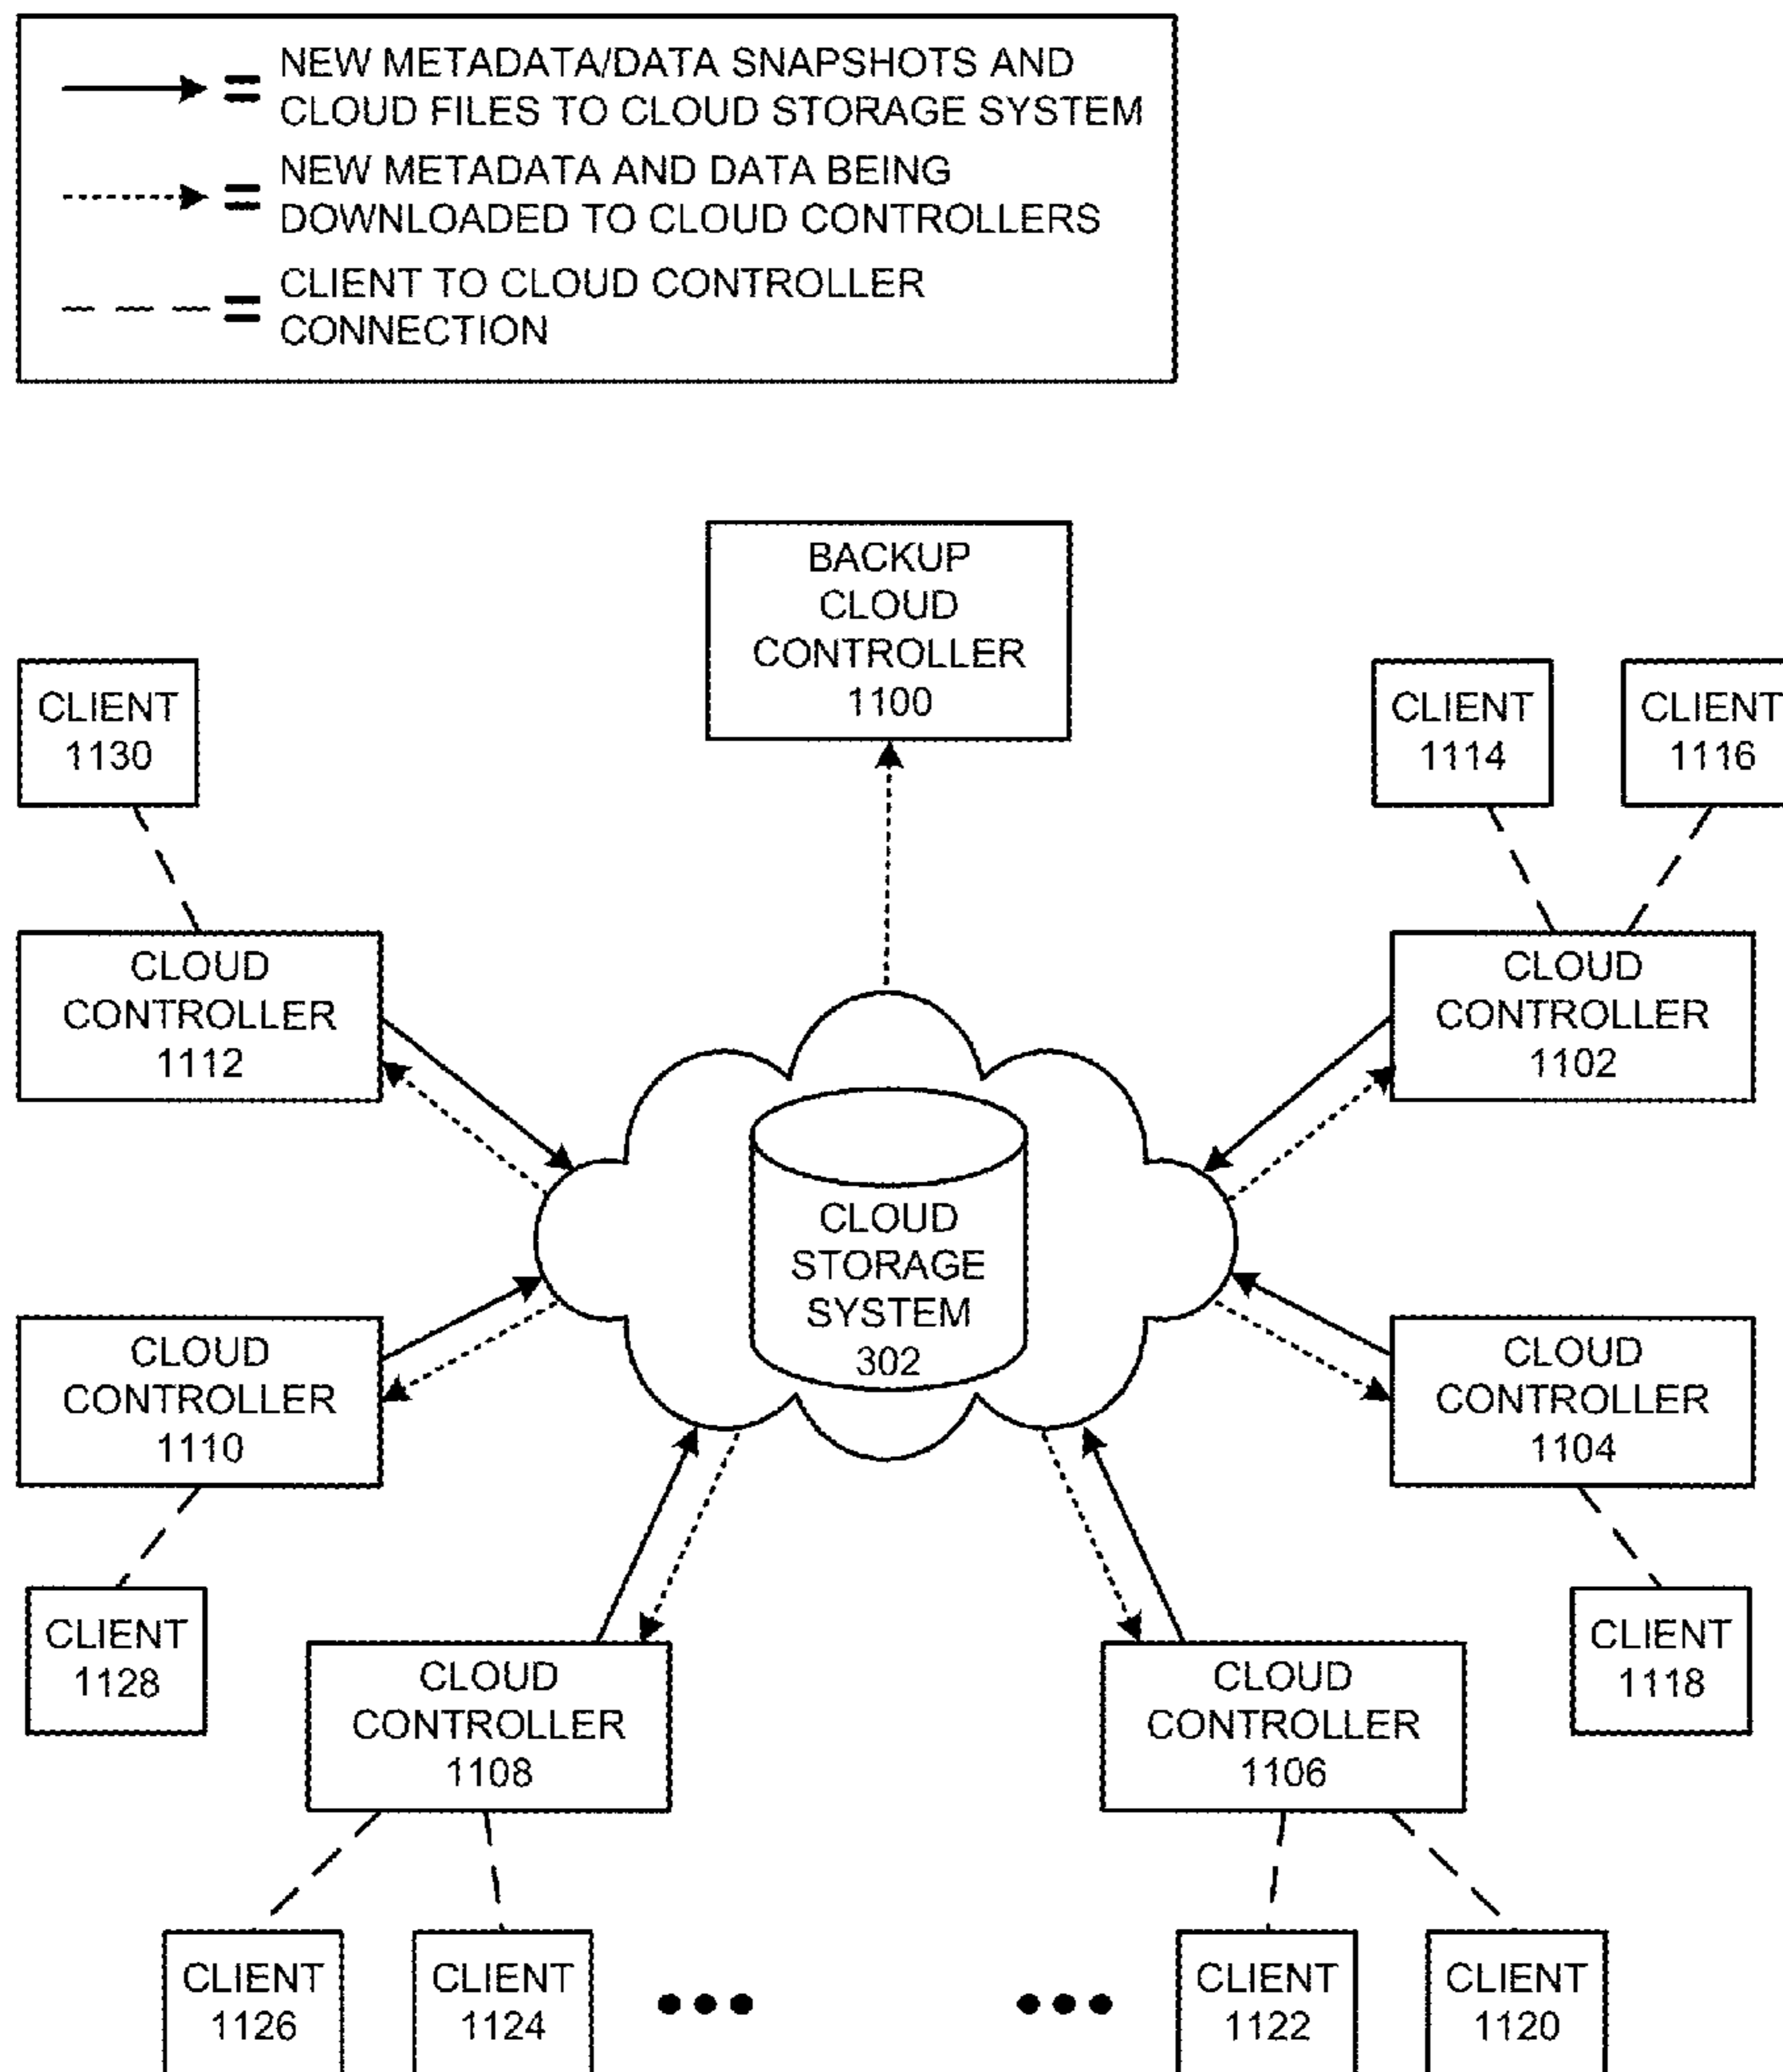 = NEW METADATA/DATA SNAPSHOTS AND
CLOUD FILES TO CLOUD STORAGE SYSTEM
= NEW METADATA AND DATA BEING
DOWNLOADED TO CLOUD CONTROLLERS
= CLIENT TO CLOUD CONTROLLER
CONNECTION
BACKUP
CLOUD
CONTROLLER
1100
CLIENT
1130
CLIENT
1114
CLIENT
1116
CLOUD
CONTROLLER
1112
CLOUD
CONTROLLER
1102
CLOUD
STORAGE
SYSTEM
302
CLOUD
CONTROLLER
1110
CLOUD
CONTROLLER
1104
CLIENT
1128
CLIENT
1118
CLOUD
CONTROLLER
1108
CLOUD
CONTROLLER
1106
CLIENT
1126
CLIENT
1124
CLIENT
1122
CLIENT
1120